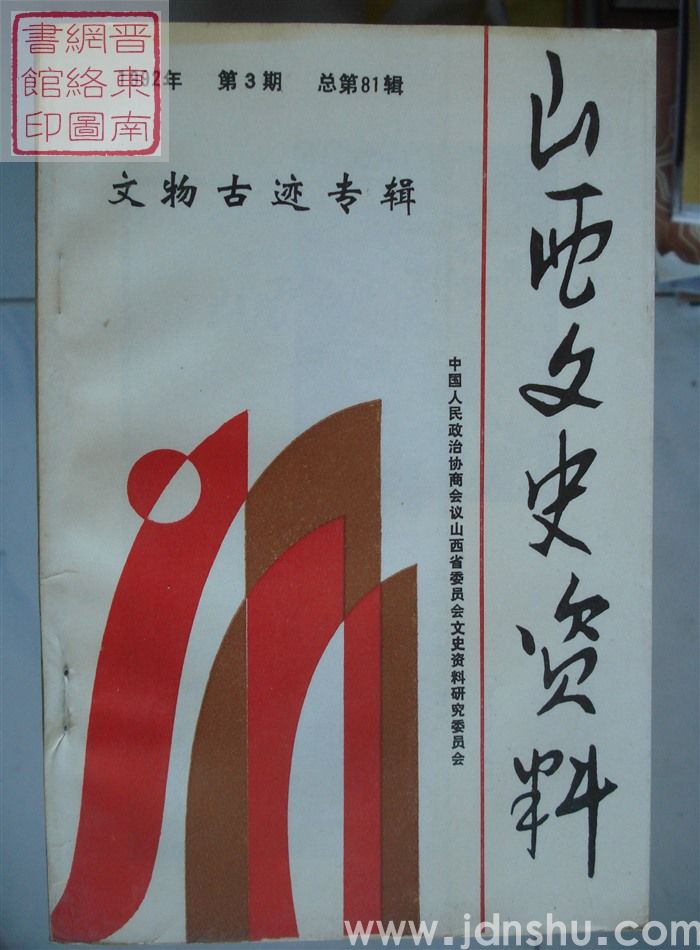 晋东南
網絡圖
書館印
1992年 第3期 总第81辑
文物古迹专辑
山西文史资料
中国人民政治协商会议山西省委员会文史资料研究委员会
www.jdnshu.com